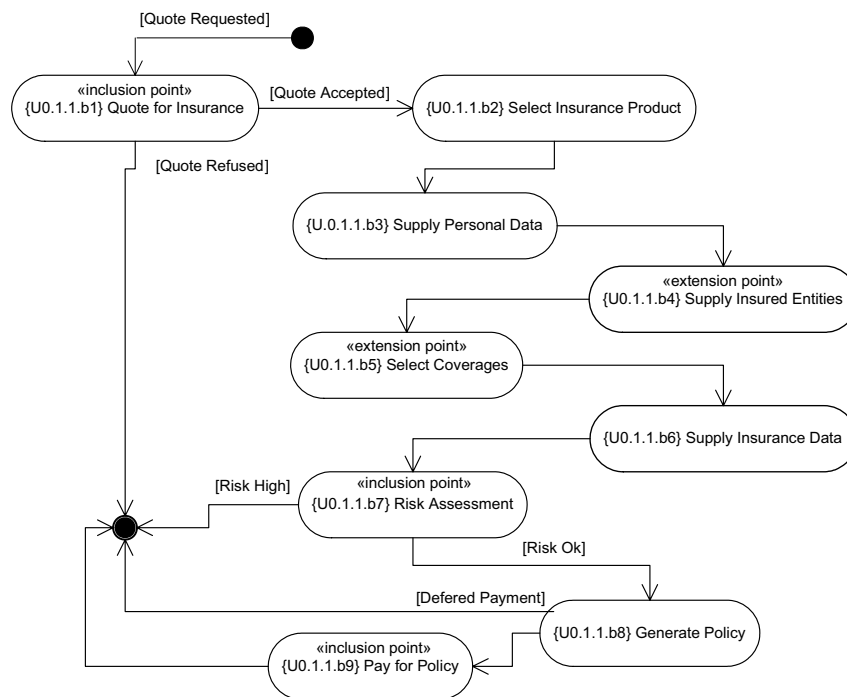 [Quote Requested]
«inclusion point»
{U0.1.1.b1} Quote for Insurance
[Quote Accepted]
{U0.1.1.b2} Select Insurance Product
[Quote Refused]
{U.0.1.1.b3} Supply Personal Data
«extension point»
{U0.1.1.b4} Supply Insured Entities
«extension point»
{U0.1.1.b5} Select Coverages
{U0.1.1.b6} Supply Insurance Data
[Risk High]
«inclusion point»
{U0.1.1.b7} Risk Assessment
[Risk Ok]
[Defered Payment]
{U0.1.1.b8} Generate Policy
«inclusion point»
{U0.1.1.b9} Pay for Policy